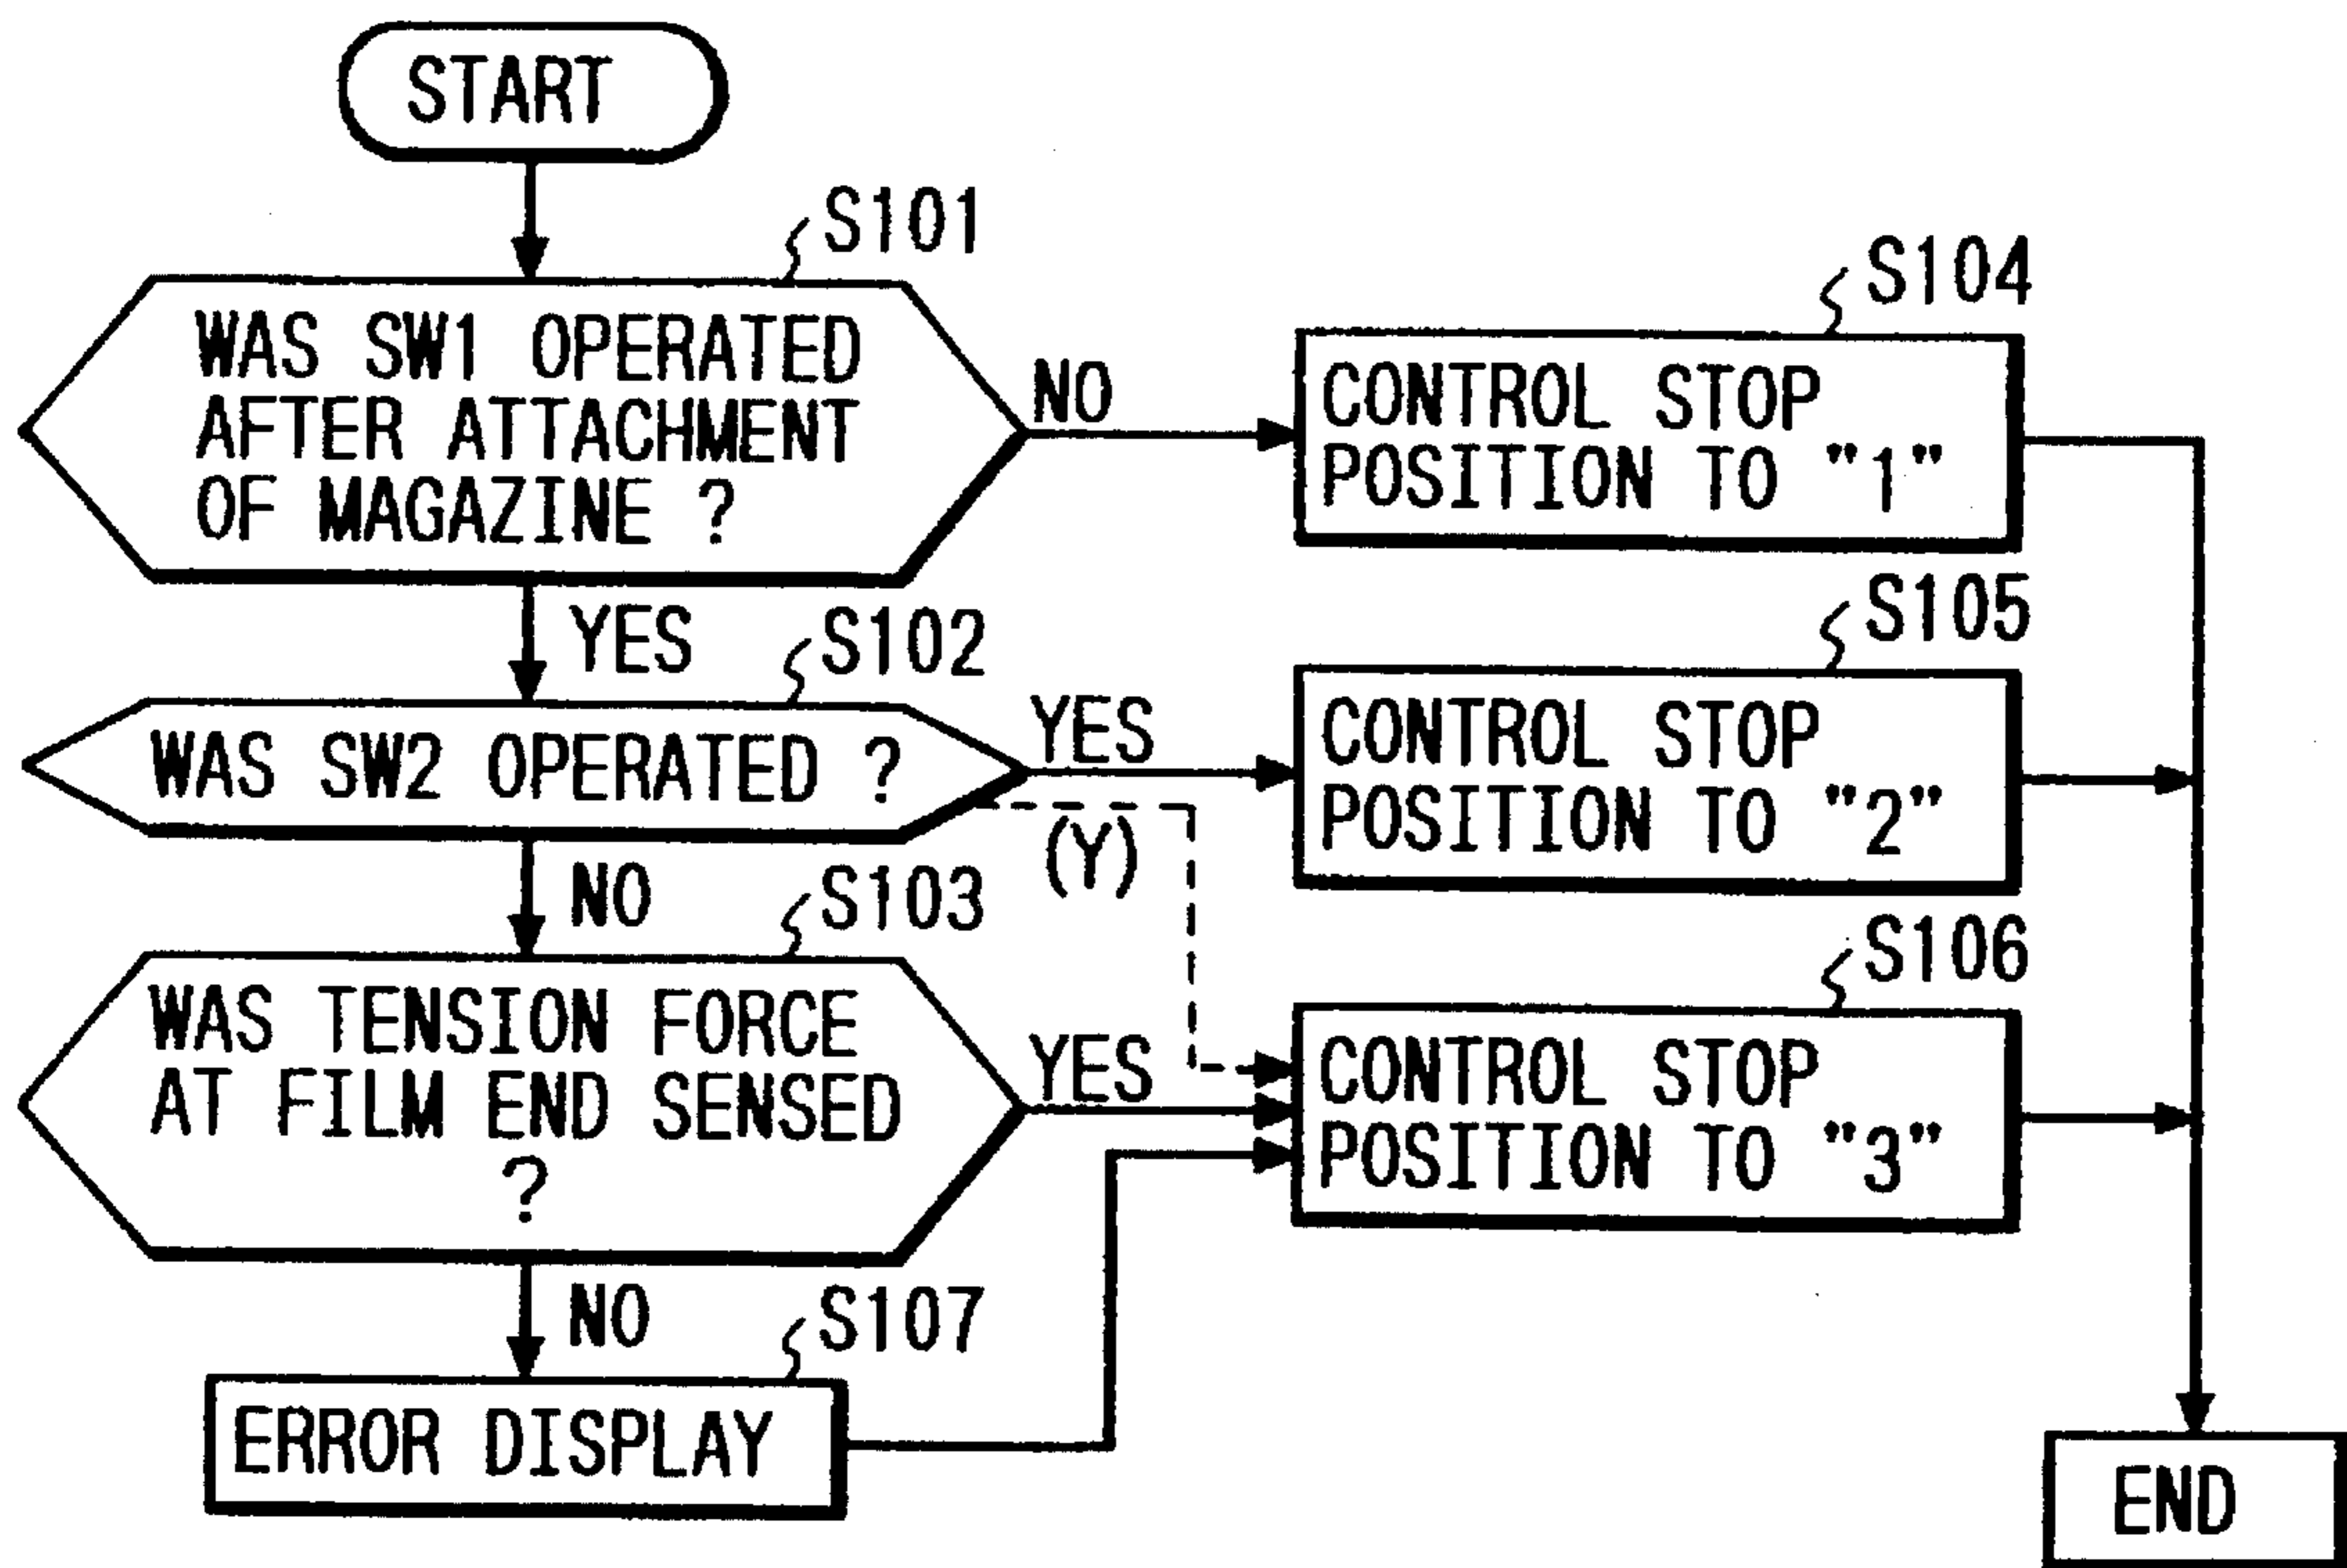 START
S101
WAS SW1 OPERATED
AFTER ATTACHMENT
OF MAGAZINE ?
NO
S104
CONTROL STOP
POSITION TO "1"
YES
S102
WAS SW2 OPERATED ?
YES
(Y)
S105
CONTROL STOP
POSITION TO "2"
NO
S103
WAS TENSION FORCE
AT FILM END SENSED
?
YES
S106
CONTROL STOP
POSITION TO "3"
NO
S107
ERROR DISPLAY
END